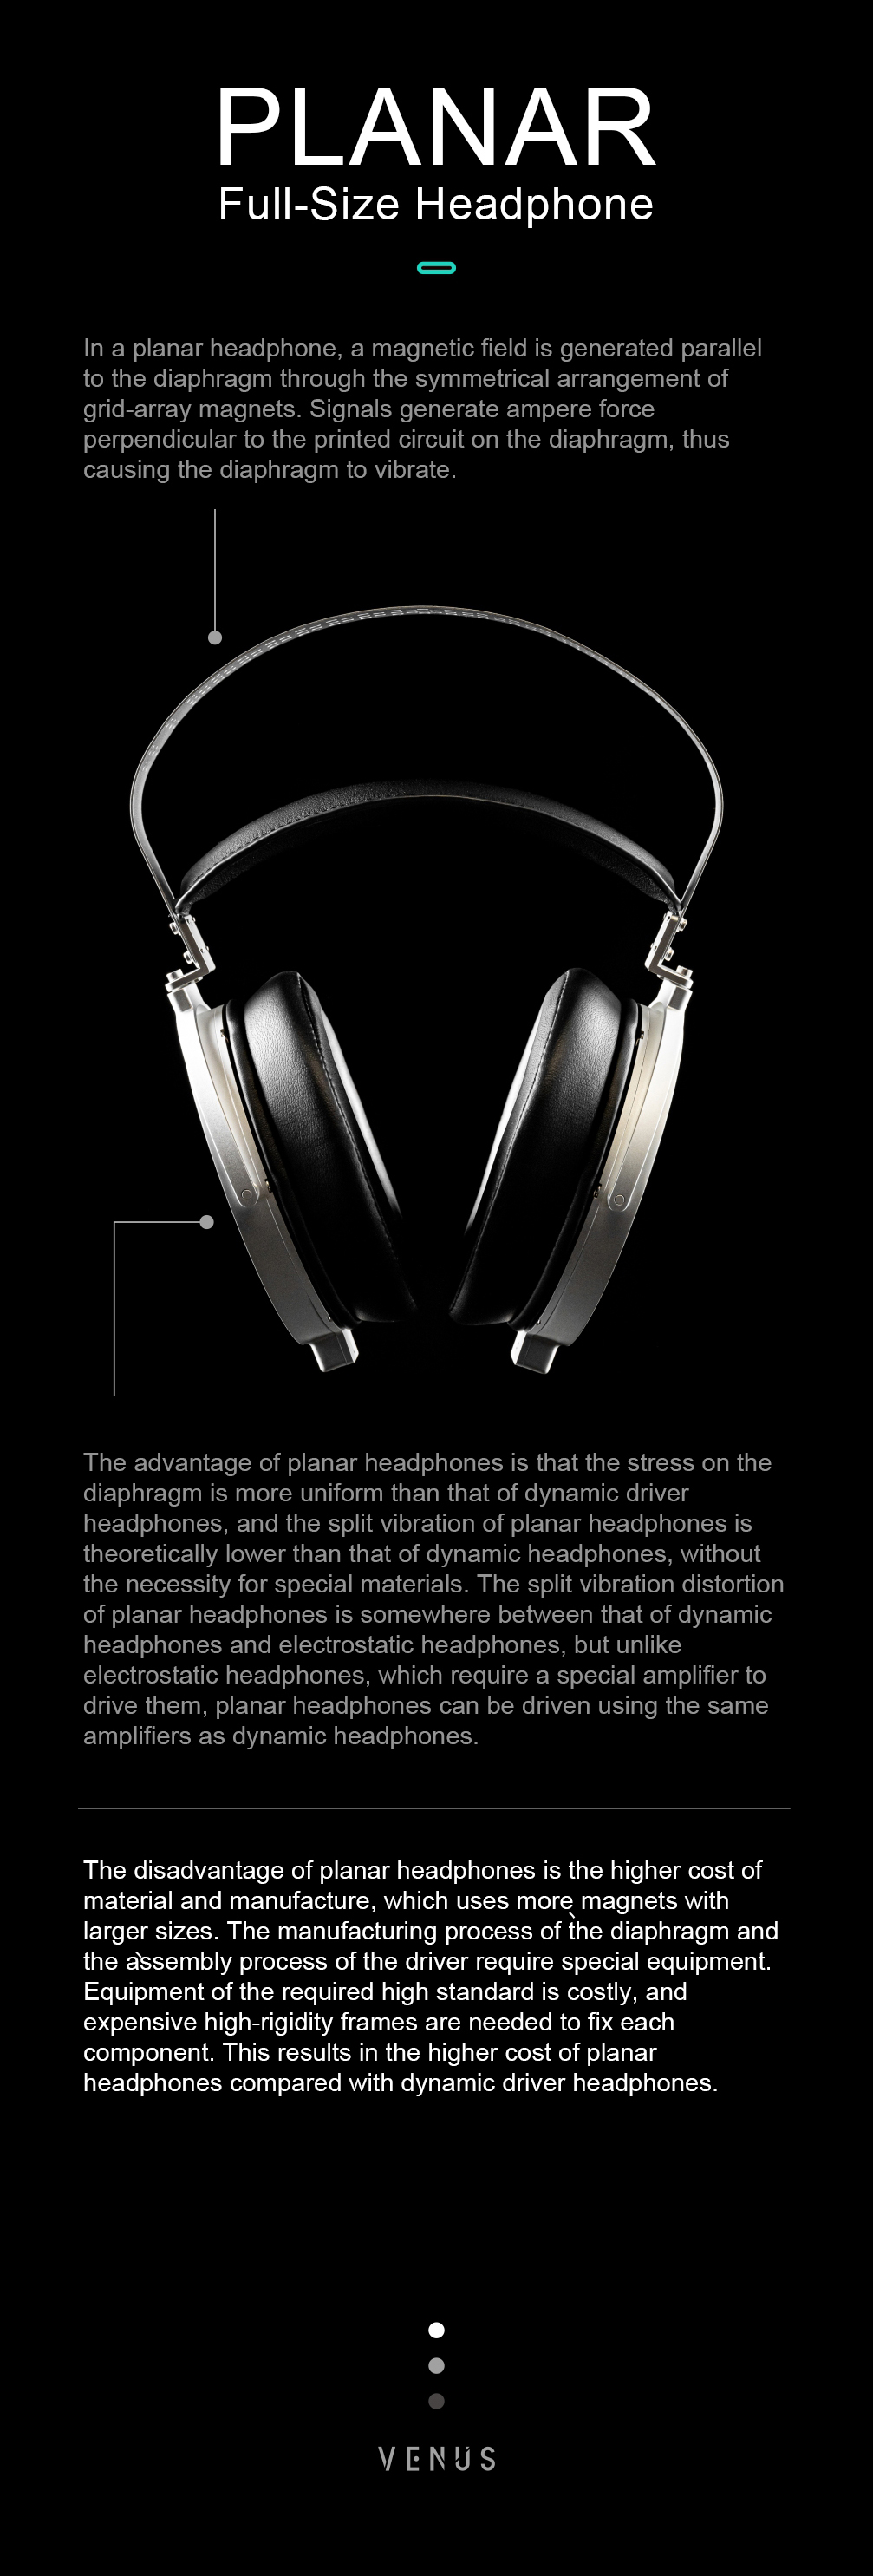 PLANAR
Full-Size Headphone
In a planar headphone, a magnetic field is generated parallel
to the diaphragm through the symmetrical arrangement of
grid-array magnets. Signals generate ampere force
perpendicular to the printed circuit on the diaphragm, thus
causing the diaphragm to vibrate.
The advantage of planar headphones is that the stress on the
diaphragm is more uniform than that of dynamic driver
headphones, and the split vibration of planar headphones is
theoretically lower than that of dynamic headphones, without
the necessity for special materials. The split vibration distortion
of planar headphones is somewhere between that of dynamic
headphones and electrostatic headphones, but unlike
electrostatic headphones, which require a special amplifier to
drive them, planar headphones can be driven using the same
amplifiers as dynamic headphones.
The disadvantage of planar headphones is the higher cost of
material and manufacture, which uses more magnets with
larger sizes. The manufacturing process of the diaphragm and
the assembly process of the driver require special equipment.
Equipment of the required high standard is costly, and
expensive high-rigidity frames are needed to fix each
component. This results in the higher cost of planar
headphones compared with dynamic driver headphones.
VENUS